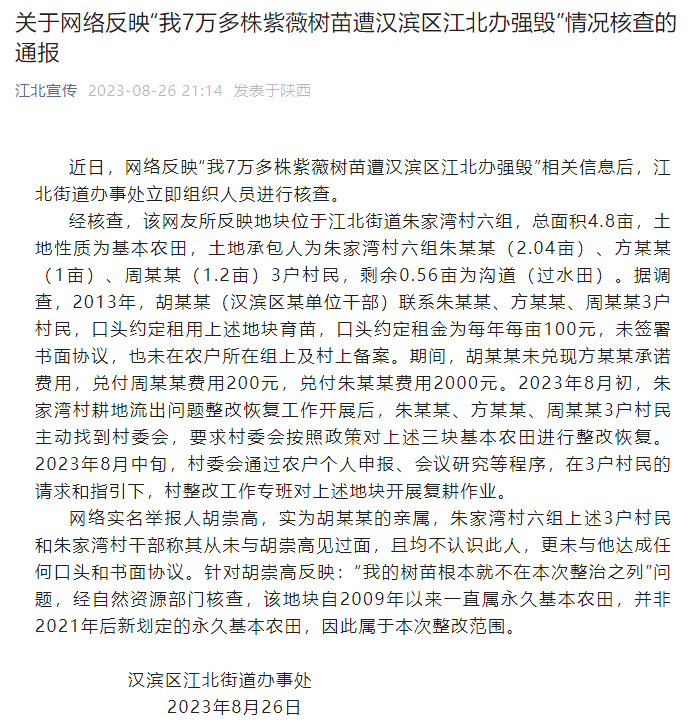 关于网络反映“我7万多株紫薇树苗遭汉滨区江北办强毁”情况核查的
通报
江北宣传 2023-08-26 21:14 发表于陕西
近日，网络反映“我7万多株紫薇树苗遭汉滨区江北办强毁”相关信息后，江
北街道办事处立即组织人员进行核查。
经核查，该网友所反映地块位于江北街道朱家湾村六组，总面积4.8亩，土
地性质为基本农田，土地承包人为朱家湾村六组朱某某（2.04亩）、方某某
（1亩）、周某某（1.2亩）3户村民，剩余0.56亩为沟道（过水田）。据调
查，2013年，胡某某（汉滨区某单位干部）联系朱某某、方某某、周某某3户
村民，口头约定租用上述地块育苗，口头约定租金为每年每亩100元，未签署
书面协议，也未在农户所在组上及村上备案。期间，胡某某未兑现方某某承诺
费用，兑付周某某费用200元，兑付朱某某费用2000元。2023年8月初，朱
家湾村耕地流出问题整改恢复工作开展后，朱某某、方某某、周某某3户村民
主动找到村委会，要求村委会按照政策对上述三块基本农田进行整改恢复。
2023年8月中旬，村委会通过农户个人申报、会议研究等程序，在3户村民的
请求和指引下，村整改工作专班对上述地块开展复耕作业。
网络实名举报人胡崇高，实为胡某某的亲属，朱家湾村六组上述3户村民
和朱家湾村干部称其从未与胡崇高见过面，且均不认识此人，更未与他达成任
何口头和书面协议。针对胡崇高反映：“我的树苗根本就不在本次整治之列”问
题，经自然资源部门核查，该地块自2009年以来一直属永久基本农田，并非
2021年后新划定的永久基本农田，因此属于本次整改范围。
汉滨区江北街道办事处
2023年8月26日